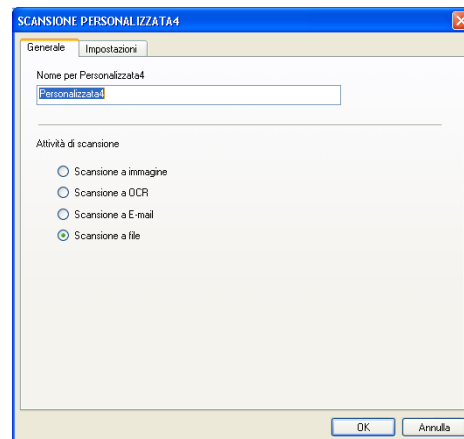 SCANSIONE PERSONALIZZATA4
Generale Impostazioni
Nome per Personalizzata4
Personalizzata4
Attività di scansione
Scansione a immagine
Scansione a OCR
Scansione a E-mail
Scansione a file
OK Annulla